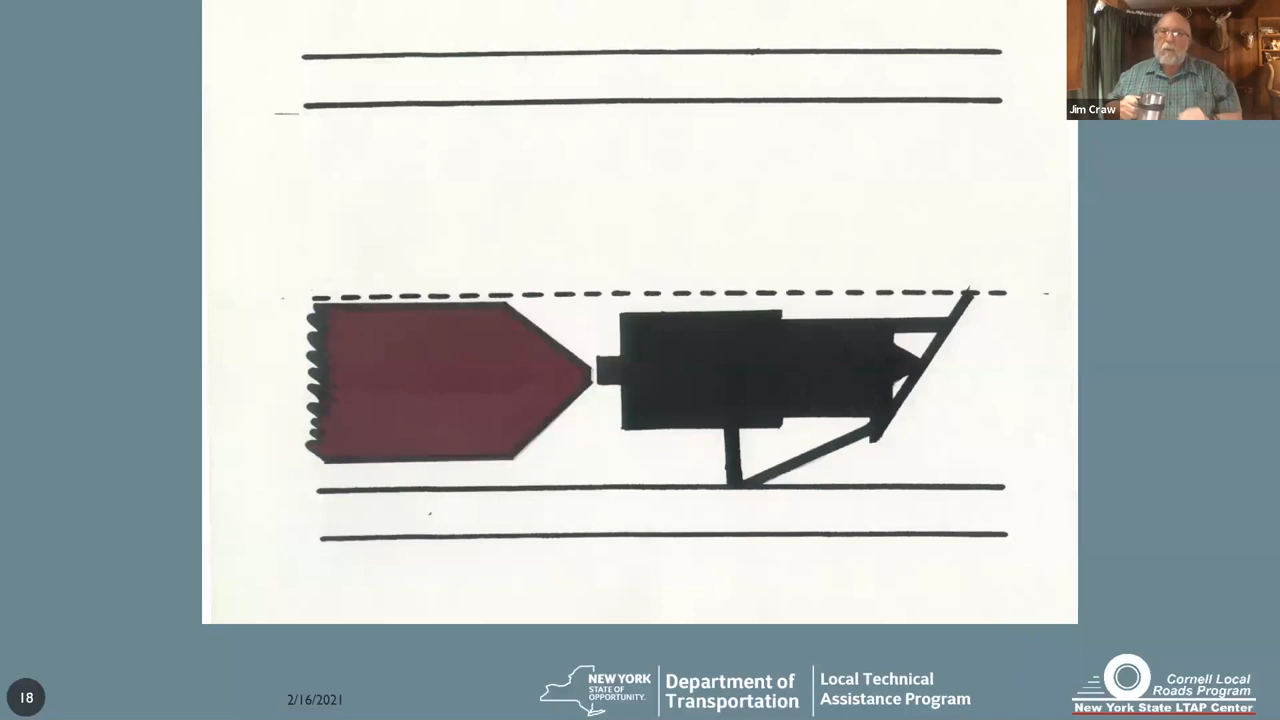 Jim Craw
18
2/16/2021
NEW YORK
STATE OF
OPPORTUNITY.
Department of
Transportation
Local Technical
Assistance Program
Cornell Local
Roads Program
New York State LTAP Center